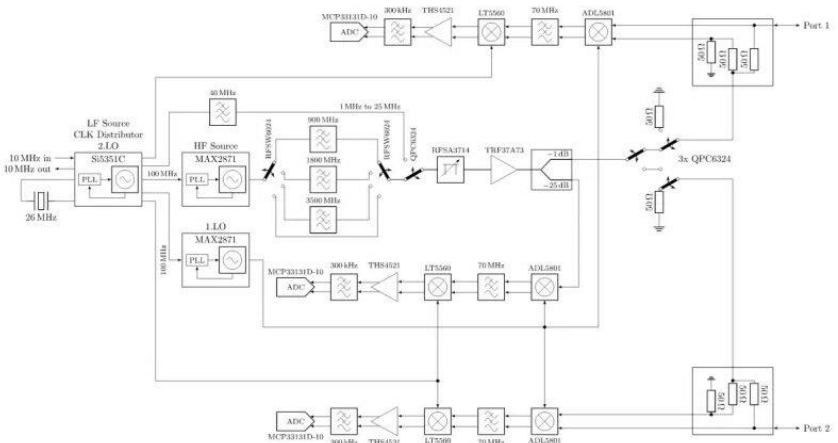 MCP33131D-10
ADC
300 kHz
THS4521
LT5560
70 MHz
ADL5801
50 Ω
50 Ω
50 Ω
Port 1
LF Source
CLK Distributor
2.LO
Si5351C
PLL
10 MHz in
10 MHz out
26 MHz
100 MHz
100 MHz
40 MHz
1 MHz to 25 MHz
HF Source
MAX2871
PLL
RFSW6024
900 MHz
1800 MHz
3500 MHz
RFSW6024
QPC6324
RFSA3714
TRF37A73
−1 dB
−25 dB
50 Ω
3x QPC6324
50 Ω
1.LO
MAX2871
PLL
MCP33131D-10
ADC
300 kHz
THS4521
LT5560
70 MHz
ADL5801
50 Ω
50 Ω
50 Ω
Port 2
ADC
MCP33131D-10
300 kHz
THS4521
LT5560
70 MHz
ADL5801